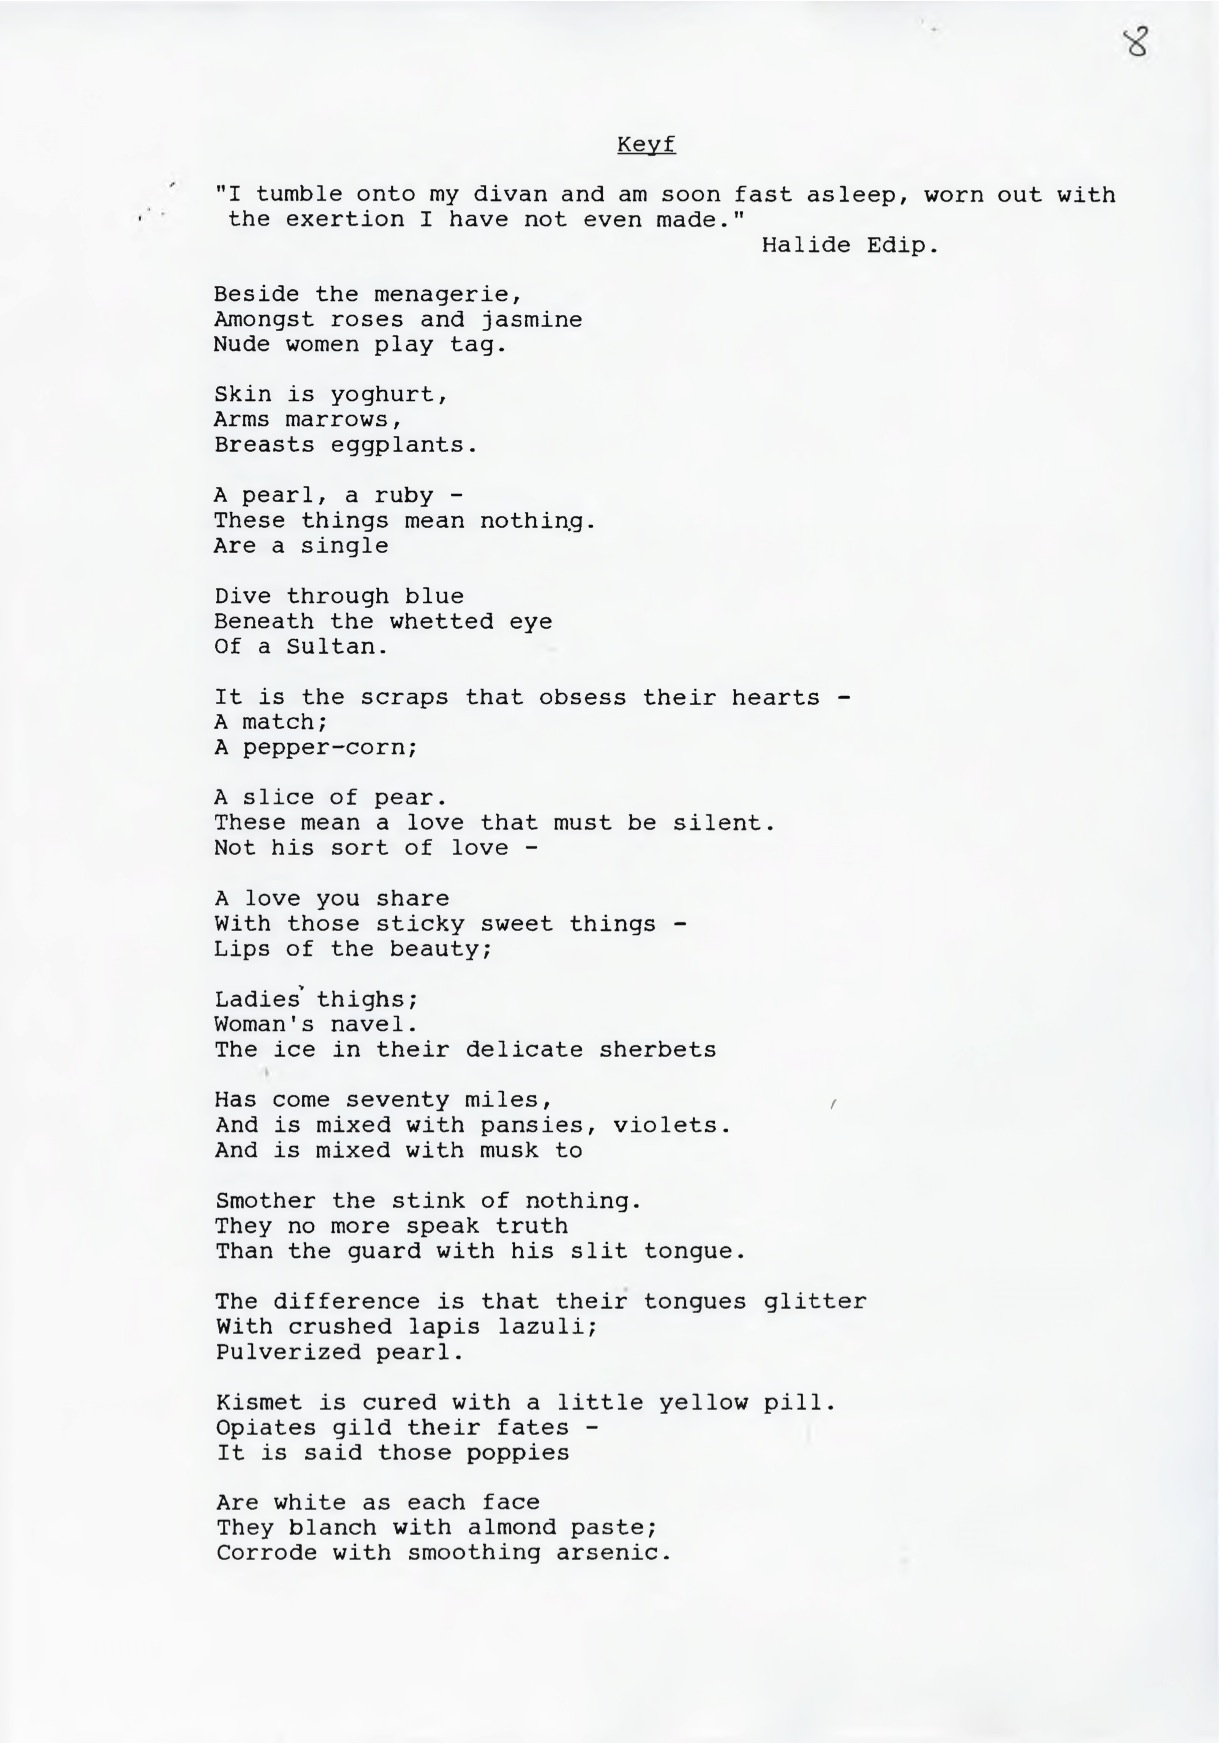 8
Keyf
"I tumble onto my divan and am soon fast asleep, worn out with
the exertion I have not even made."
Halide Edip.
Beside the menagerie,
Amongst roses and jasmine
Nude women play tag.
Skin is yoghurt,
Arms marrows,
Breasts eggplants.
A pearl, a ruby -
These things mean nothing.
Are a single
Dive through blue
Beneath the whetted eye
Of a Sultan.
It is the scraps that obsess their hearts -
A match;
A pepper-corn;
A slice of pear.
These mean a love that must be silent.
Not his sort of love -
A love you share
With those sticky sweet things -
Lips of the beauty;
Ladies' thighs;
Woman's navel.
The ice in their delicate sherbets
Has come seventy miles,
And is mixed with pansies, violets.
And is mixed with musk to
Smother the stink of nothing.
They no more speak truth
Than the guard with his slit tongue.
The difference is that their tongues glitter
With crushed lapis lazuli;
Pulverized pearl.
Kismet is cured with a little yellow pill.
Opiates gild their fates -
It is said those poppies
Are white as each face
They blanch with almond paste;
Corrode with smoothing arsenic.